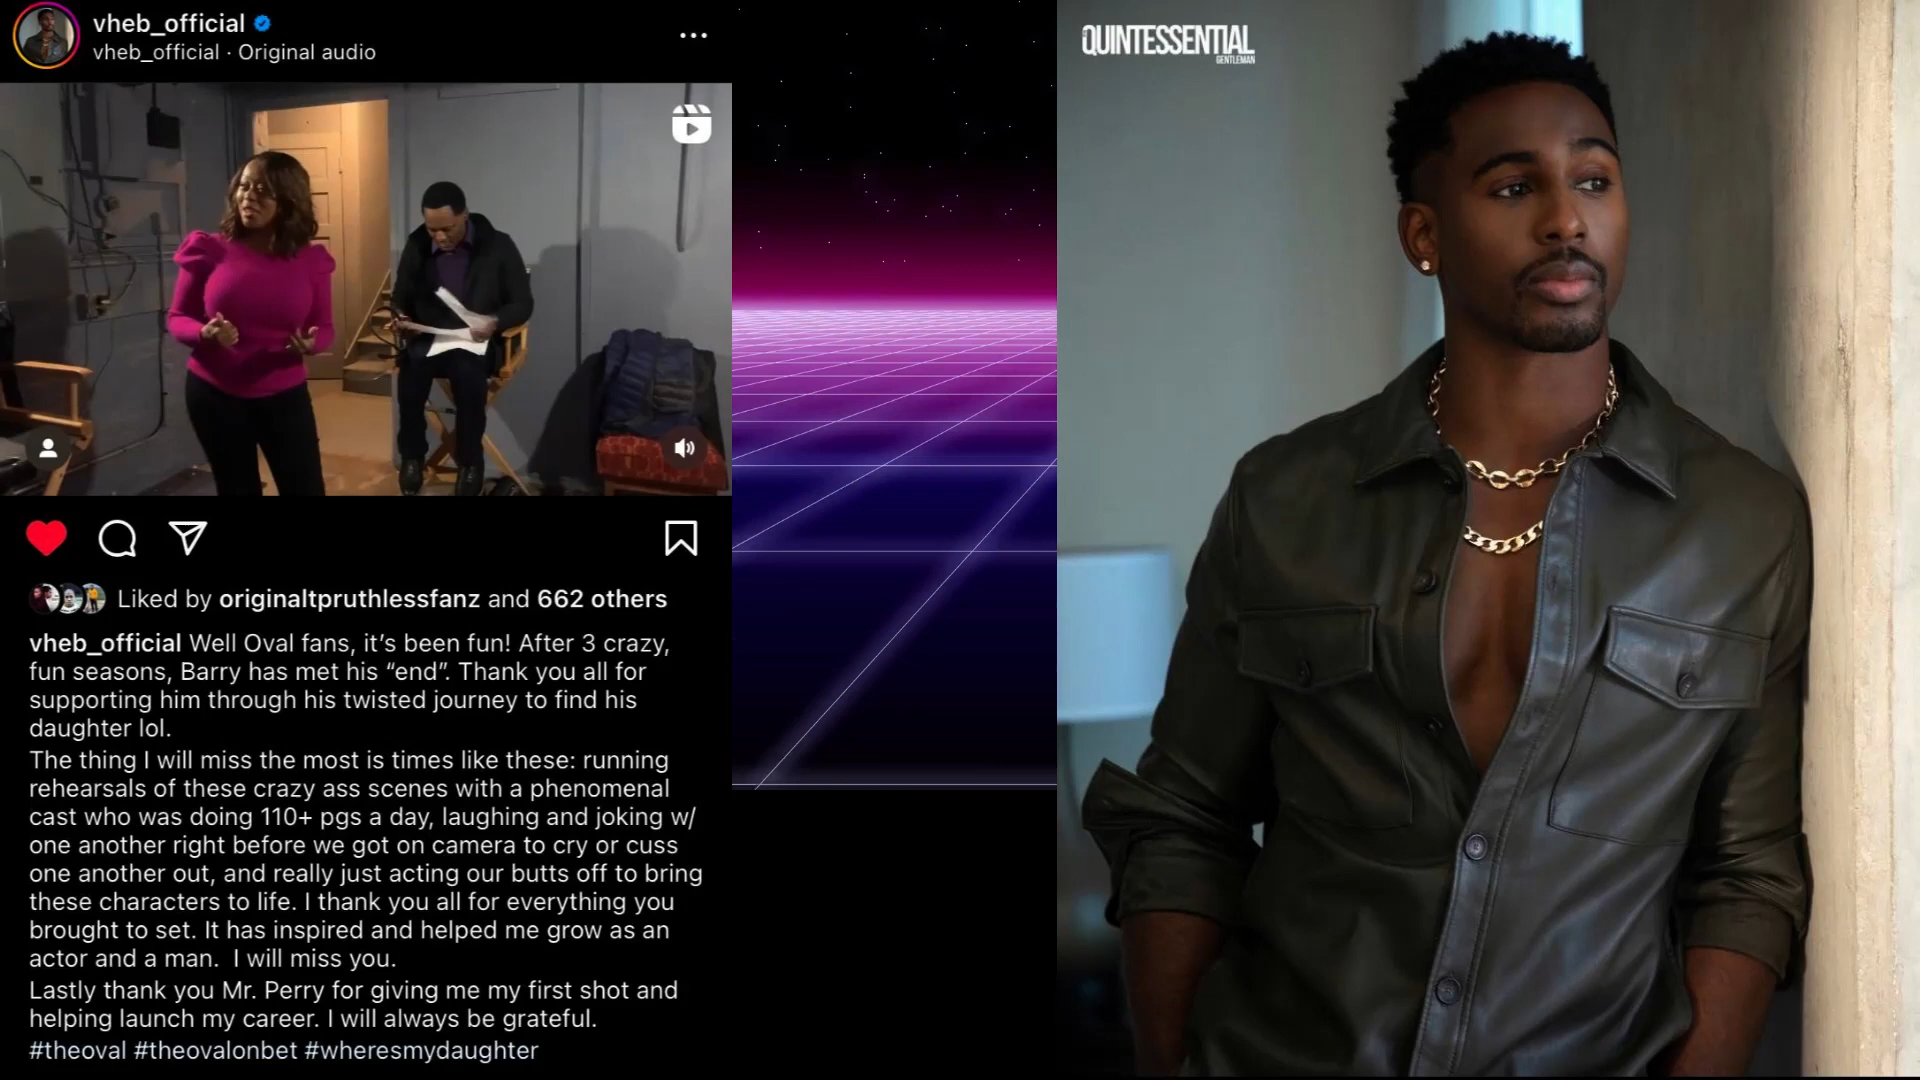 vheb_official
vheb_official · Original audio
Liked by originaltpruthlessfanz and 662 others
vheb_official Well Oval fans, it’s been fun! After 3 crazy,
fun seasons, Barry has met his “end”. Thank you all for
supporting him through his twisted journey to find his
daughter lol.
The thing I will miss the most is times like these: running
rehearsals of these crazy ass scenes with a phenomenal
cast who was doing 110+ pgs a day, laughing and joking w/
one another right before we got on camera to cry or cuss
one another out, and really just acting our butts off to bring
these characters to life. I thank you all for everything you
brought to set. It has inspired and helped me grow as an
actor and a man.  I will miss you.
Lastly thank you Mr. Perry for giving me my first shot and
helping launch my career. I will always be grateful.
#theoval #theovalonbet #wheresmydaughter
QUINTESSENTIAL
GENTLEMAN